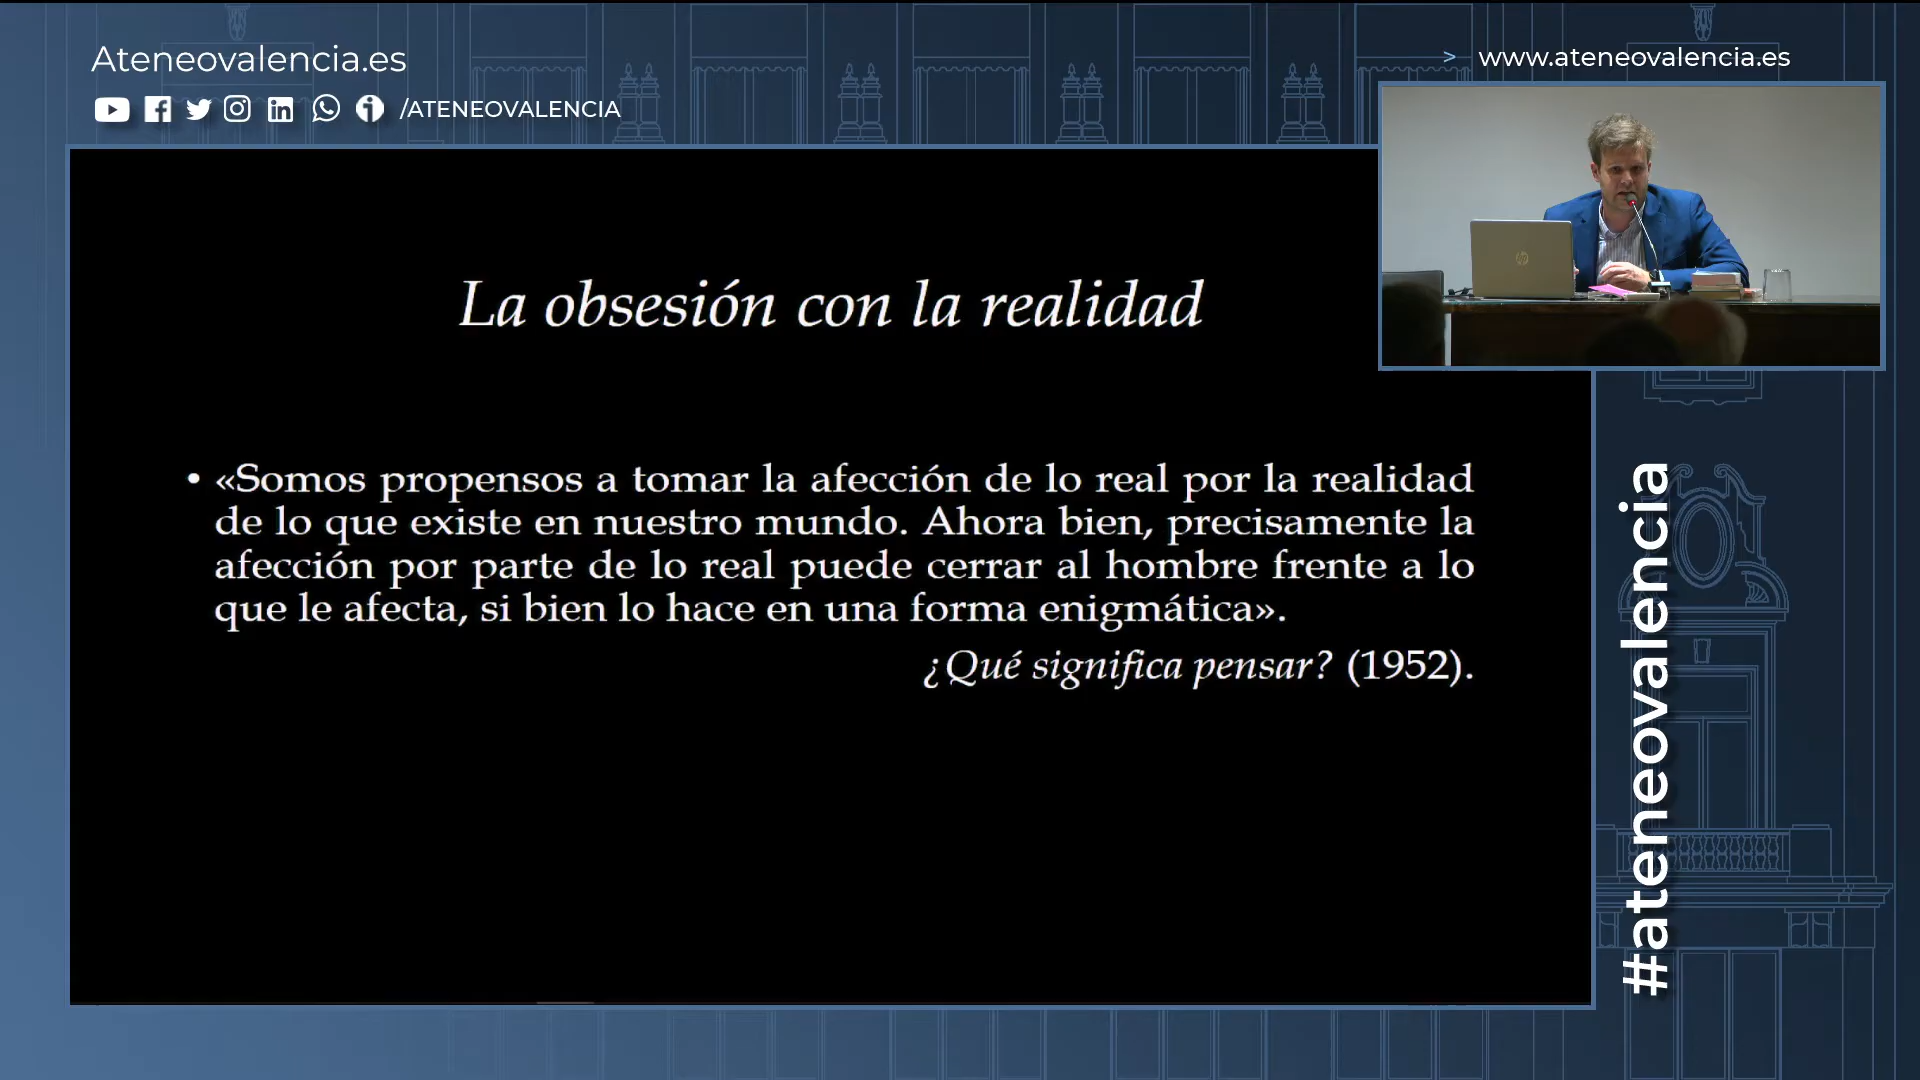 Ateneovalencia.es
/ATENEOVALENCIA
> www.ateneovalencia.es
La obsesión con la realidad
• «Somos propensos a tomar la afección de lo real por la realidad
de lo que existe en nuestro mundo. Ahora bien, precisamente la
afección por parte de lo real puede cerrar al hombre frente a lo
que le afecta, si bien lo hace en una forma enigmática».
¿Qué significa pensar? (1952).
#ateneovalencia
hp